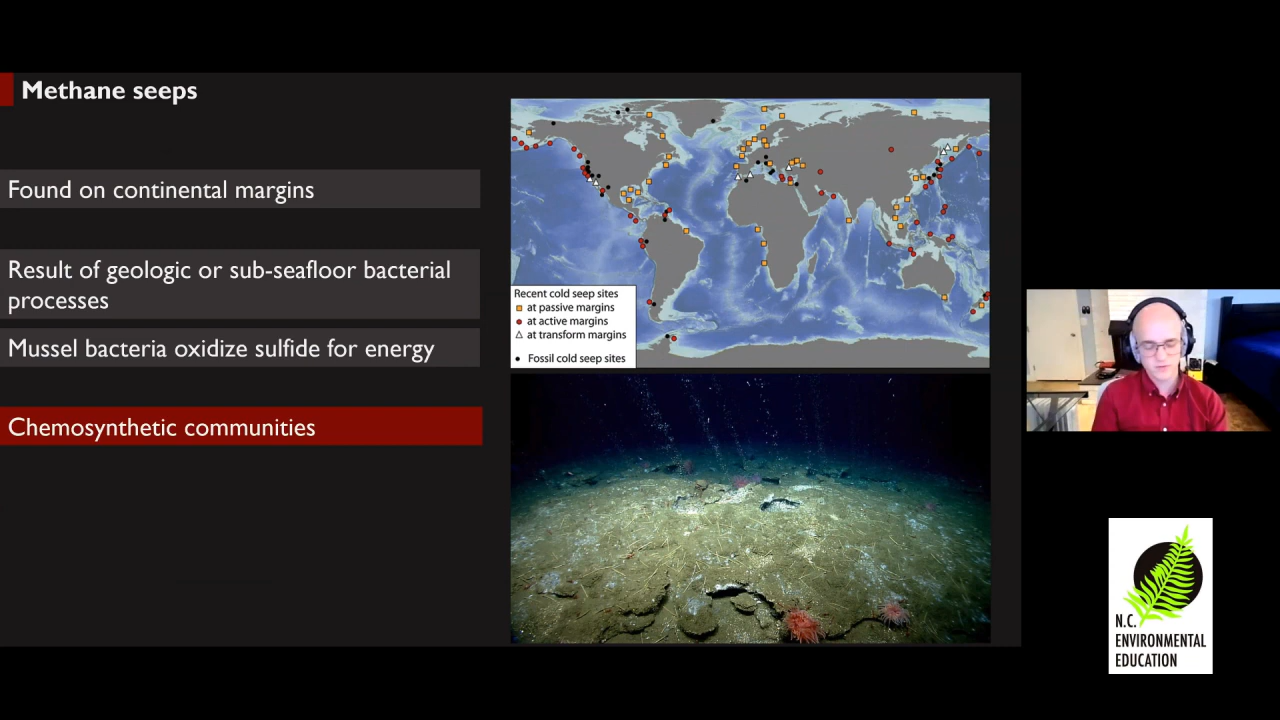 Methane seeps
Found on continental margins
Result of geologic or sub-seafloor bacterial
processes
Mussel bacteria oxidize sulfide for energy
Chemosynthetic communities
Recent cold seep sites
at passive margins
at active margins
at transform margins
Fossil cold seep sites
N.C.
ENVIRONMENTAL
EDUCATION